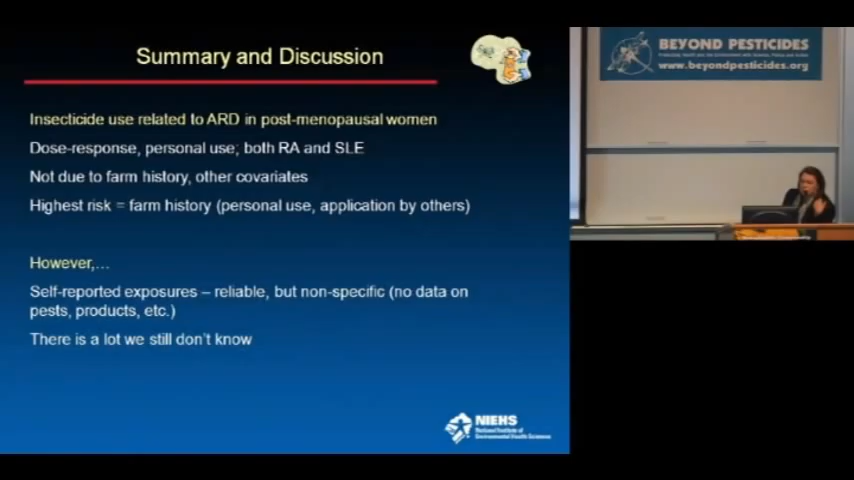 Summary and Discussion
Insecticide use related to ARD in post-menopausal women
Dose-response, personal use; both RA and SLE
Not due to farm history, other covariates
Highest risk = farm history (personal use, application by others)
However,...
Self-reported exposures – reliable, but non-specific (no data on
pests, products, etc.)
There is a lot we still don't know
NIEHS
National Institute of
Environmental Health Sciences
BEYOND PESTICIDES
www.beyondpesticides.org